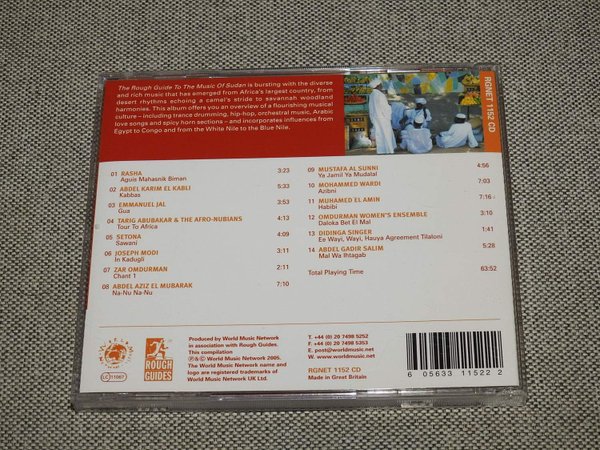 The Rough Guide To The Music Of Sudan is bursting with the diverse
and rich music that has emerged from Africa's largest country, from
desert rhythms echoing a camel's stride to savannah woodland
harmonies. This album offers you an overview of a flourishing musical
culture – including trance drumming, hip-hop, orchestral music, Arabic
love songs and spicy horn sections – and incorporates influences from
Egypt to Congo and from the White Nile to the Blue Nile.
RGNET 1152 CD
01 RASHA 3:23
Aguis Mahasnik Biman
02 ABDEL KARIM EL KABLI 5:33
Kabbas
03 EMMANUEL JAL 3:53
Gua
04 TARIG ABUBAKAR & THE AFRO-NUBIANS 4:13
Tour To Africa
05 SETONA 2:09
Sawani
06 JOSEPH MODI 3:11
In Kadugli
07 ZAR OMDURMAN 2:11
Chant 1
08 ABDEL AZIZ EL MUBARAK 7:10
Na-Nu Na-Nu
09 MUSTAFA AL SUNNI 4:56
Ya Jamil Ya Mudalal
10 MOHAMMED WARDI 7:03
Azibni
11 MUHAMED EL AMIN 7:16
Habibi
12 OMDURMAN WOMEN'S ENSEMBLE 3:10
Daloka Bet El Mal
13 DIDINGA SINGER 1:41
Ee Wayi, Wayi, Hauya Agreement Tilaloni
14 ABDEL GADIR SALIM 5:28
Mal Wa Ihtagab
Total Playing Time 63:52
LC 11067
ROUGH
GUIDES
Produced by World Music Network
in association with Rough Guides.
This compilation
℗&© World Music Network 2005.
The World Music Network name and
logo are registered trademarks of
World Music Network UK Ltd.
T. +44 (0) 20 7498 5252
F. +44 (0) 20 7498 5353
E. post@worldmusic.net
W. www.worldmusic.net
RGNET 1152 CD
Made in Great Britain
6 05633 11522 2